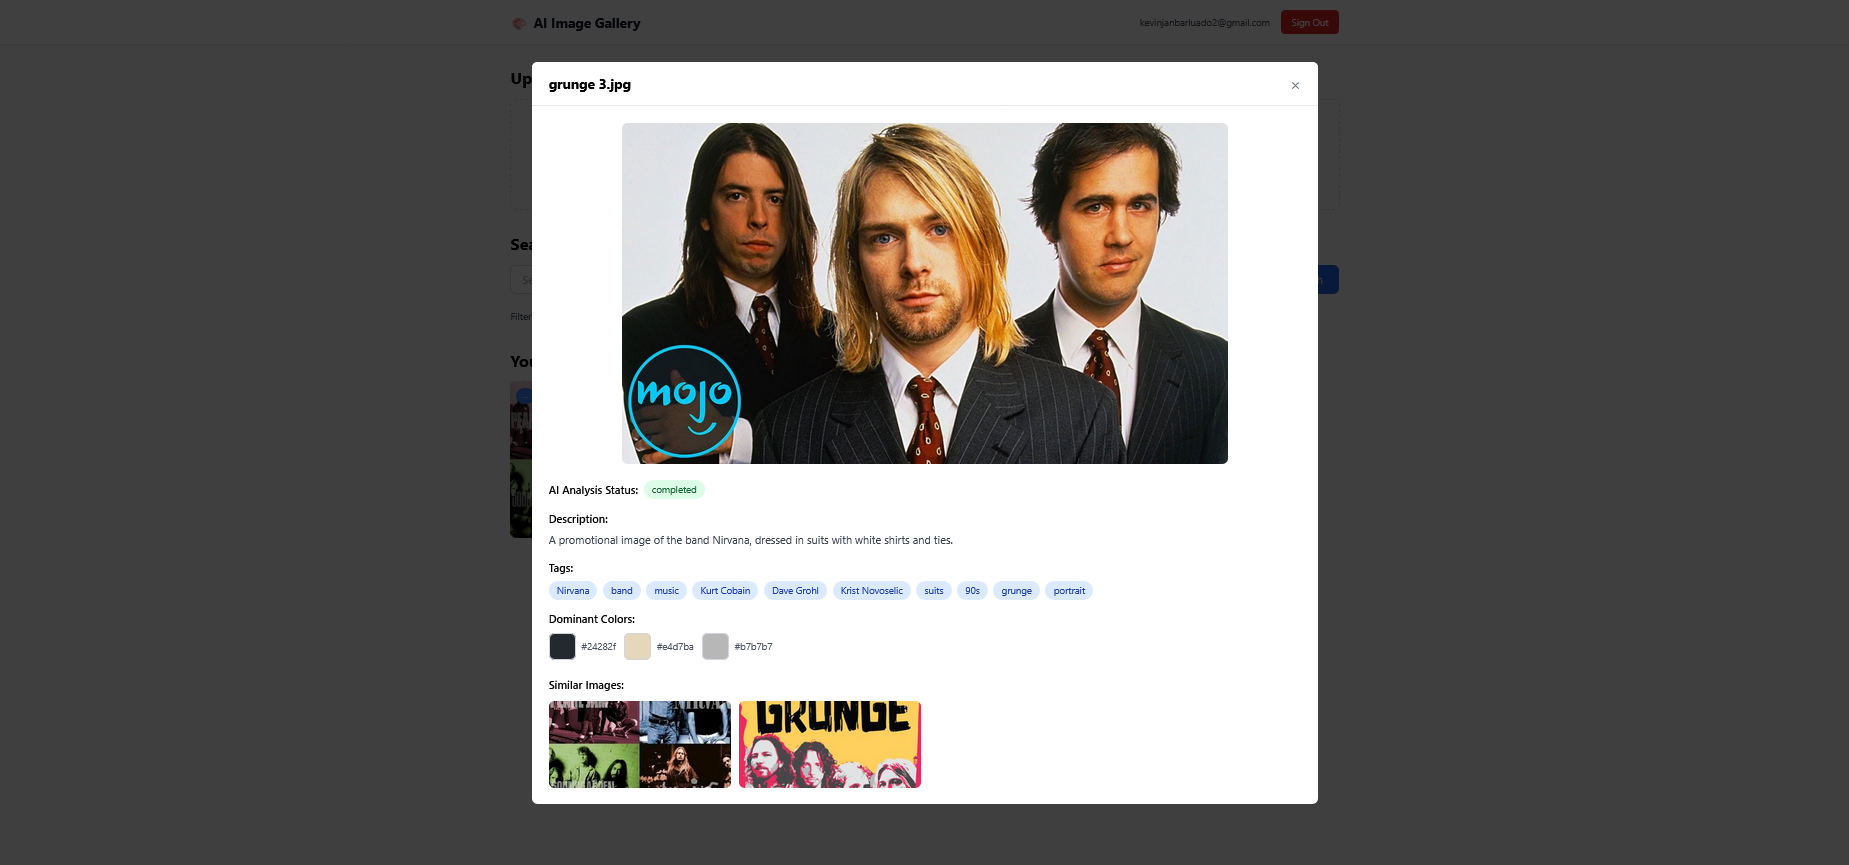 AI Image Gallery
kevinjanbarluado2@gmail.com
Sign Out
Up
grunge 3.jpg
×
Sea
Se
n
Filter
You
mojo
AI Analysis Status: completed
Description:
A promotional image of the band Nirvana, dressed in suits with white shirts and ties.
Tags:
Nirvana band music Kurt Cobain Dave Grohl Krist Novoselic suits 90s grunge portrait
Dominant Colors:
#24282f #e4d7ba #b7b7b7
Similar Images:
GRUNGE